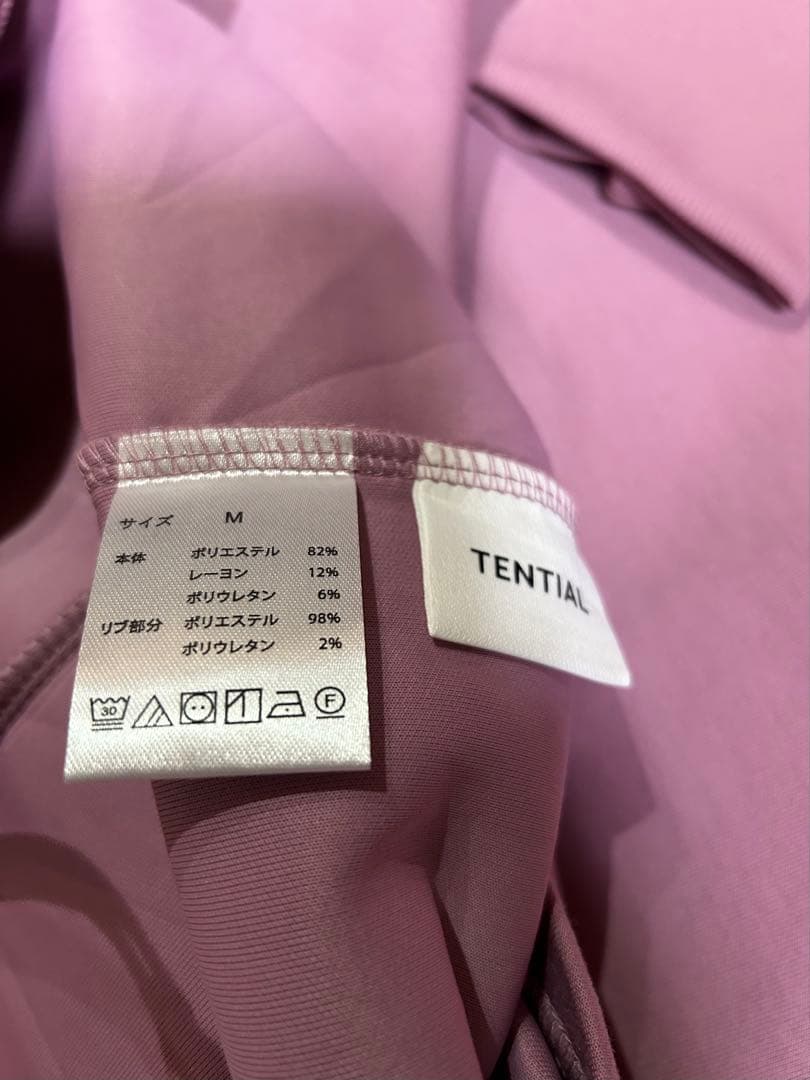 サイズ M
本体 ポリエステル 82%
レーヨン 12%
ポリウレタン 6%
リブ部分 ポリエステル 98%
ポリウレタン 2%
30 F
TENTIAL